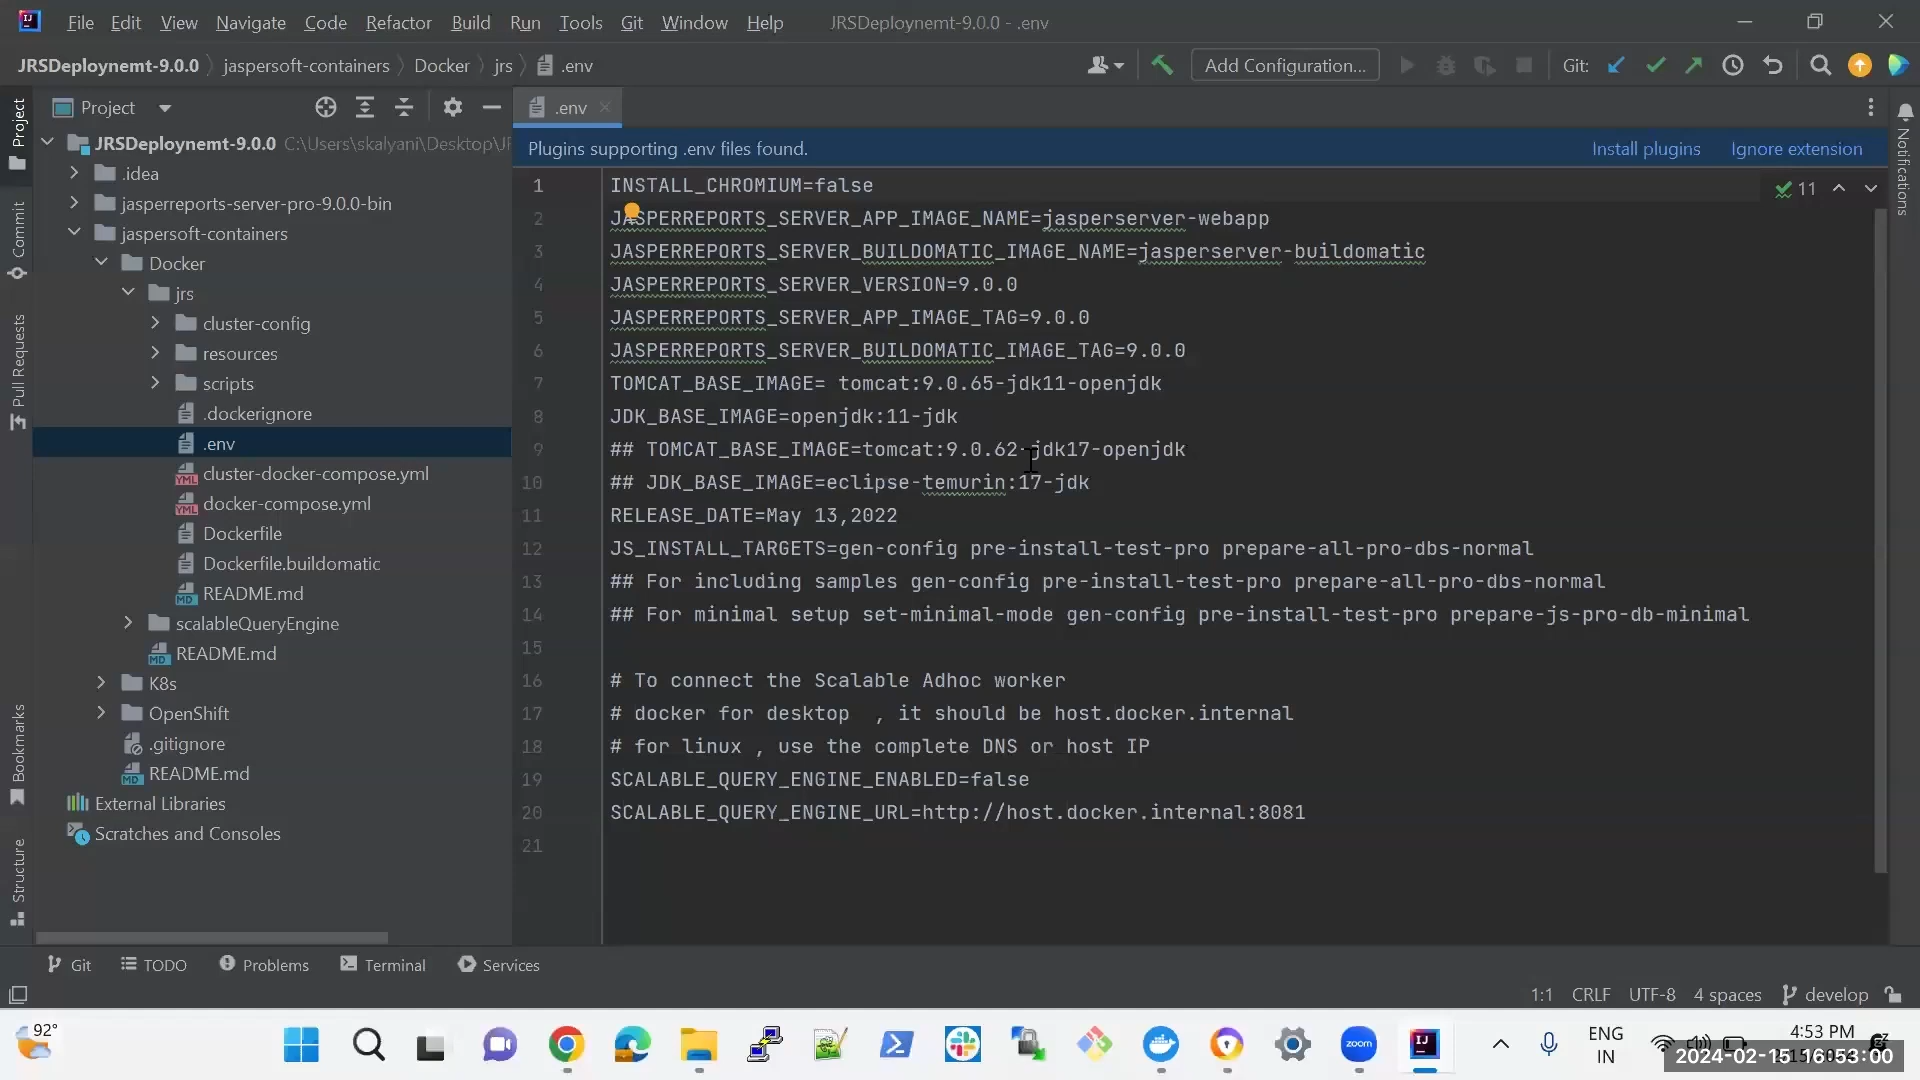 File Edit View Navigate Code Refactor Build Run Tools Git Window Help JRSDeploynemt-9.0.0 - .env
JRSDeploynemt-9.0.0 jaspersoft-containers Docker jrs .env Add Configuration... Git:
Project
.env
JRSDeploynemt-9.0.0 C:\Users\skalyani\Desktop\JF
.idea
jasperreports-server-pro-9.0.0-bin
jaspersoft-containers
Docker
jrs
cluster-config
resources
scripts
.dockerignore
.env
cluster-docker-compose.yml
docker-compose.yml
Dockerfile
Dockerfile.buildomatic
README.md
scalableQueryEngine
README.md
K8s
OpenShift
.gitignore
README.md
External Libraries
Scratches and Consoles
Project
Commit
Pull Requests
Bookmarks
Structure
Plugins supporting .env files found. Install plugins Ignore extension
11
1 INSTALL_CHROMIUM=false
2 JASPERREPORTS_SERVER_APP_IMAGE_NAME=jasperserver-webapp
3 JASPERREPORTS_SERVER_BUILDOMATIC_IMAGE_NAME=jasperserver-buildomatic
4 JASPERREPORTS_SERVER_VERSION=9.0.0
5 JASPERREPORTS_SERVER_APP_IMAGE_TAG=9.0.0
6 JASPERREPORTS_SERVER_BUILDOMATIC_IMAGE_TAG=9.0.0
7 TOMCAT_BASE_IMAGE= tomcat:9.0.65-jdk11-openjdk
8 JDK_BASE_IMAGE=openjdk:11-jdk
9 ## TOMCAT_BASE_IMAGE=tomcat:9.0.62-jdk17-openjdk
10 ## JDK_BASE_IMAGE=eclipse-temurin:17-jdk
11 RELEASE_DATE=May 13,2022
12 JS_INSTALL_TARGETS=gen-config pre-install-test-pro prepare-all-pro-dbs-normal
13 ## For including samples gen-config pre-install-test-pro prepare-all-pro-dbs-normal
14 ## For minimal setup set-minimal-mode gen-config pre-install-test-pro prepare-js-pro-db-minimal
15
16 # To connect the Scalable Adhoc worker
17 # docker for desktop , it should be host.docker.internal
18 # for linux , use the complete DNS or host IP
19 SCALABLE_QUERY_ENGINE_ENABLED=false
20 SCALABLE_QUERY_ENGINE_URL=http://host.docker.internal:8081
21
Notifications
Git TODO Problems Terminal Services
1:1 CRLF UTF-8 4 spaces develop
92°
zoom
ENG
IN
4:53 PM
2024-02-15 16:53:00